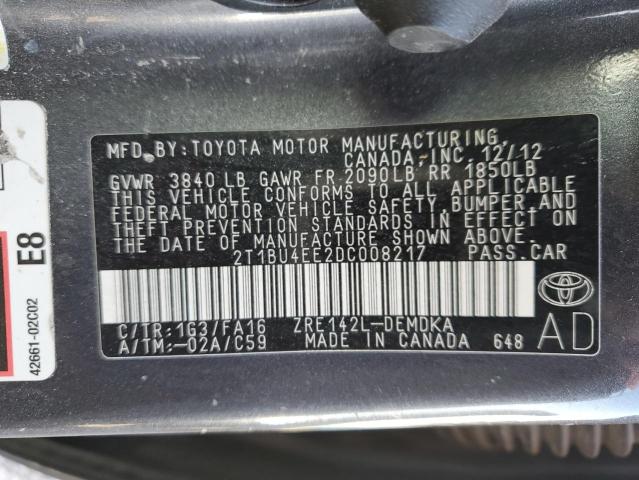 MFD.BY:TOYOTA MOTOR MANUFACTURING
CANADA,INC. 12/12
GVWR 3840 LB GAWR FR 2090LB RR 1850LB
THIS VEHICLE CONFORMS TO ALL APPLICABLE
FEDERAL MOTOR VEHICLE SAFETY, BUMPER, AND
THEFT PREVENTION STANDARDS IN EFFECT ON
THE DATE OF MANUFACTURE SHOWN ABOVE.
2T1BU4EE2DC008217 PASS.CAR
C/TR:1G3/FA16 ZRE142L-DEMDKA
A/TM:-02A/C59 MADE IN CANADA 648
AD
E8
42661-02C02